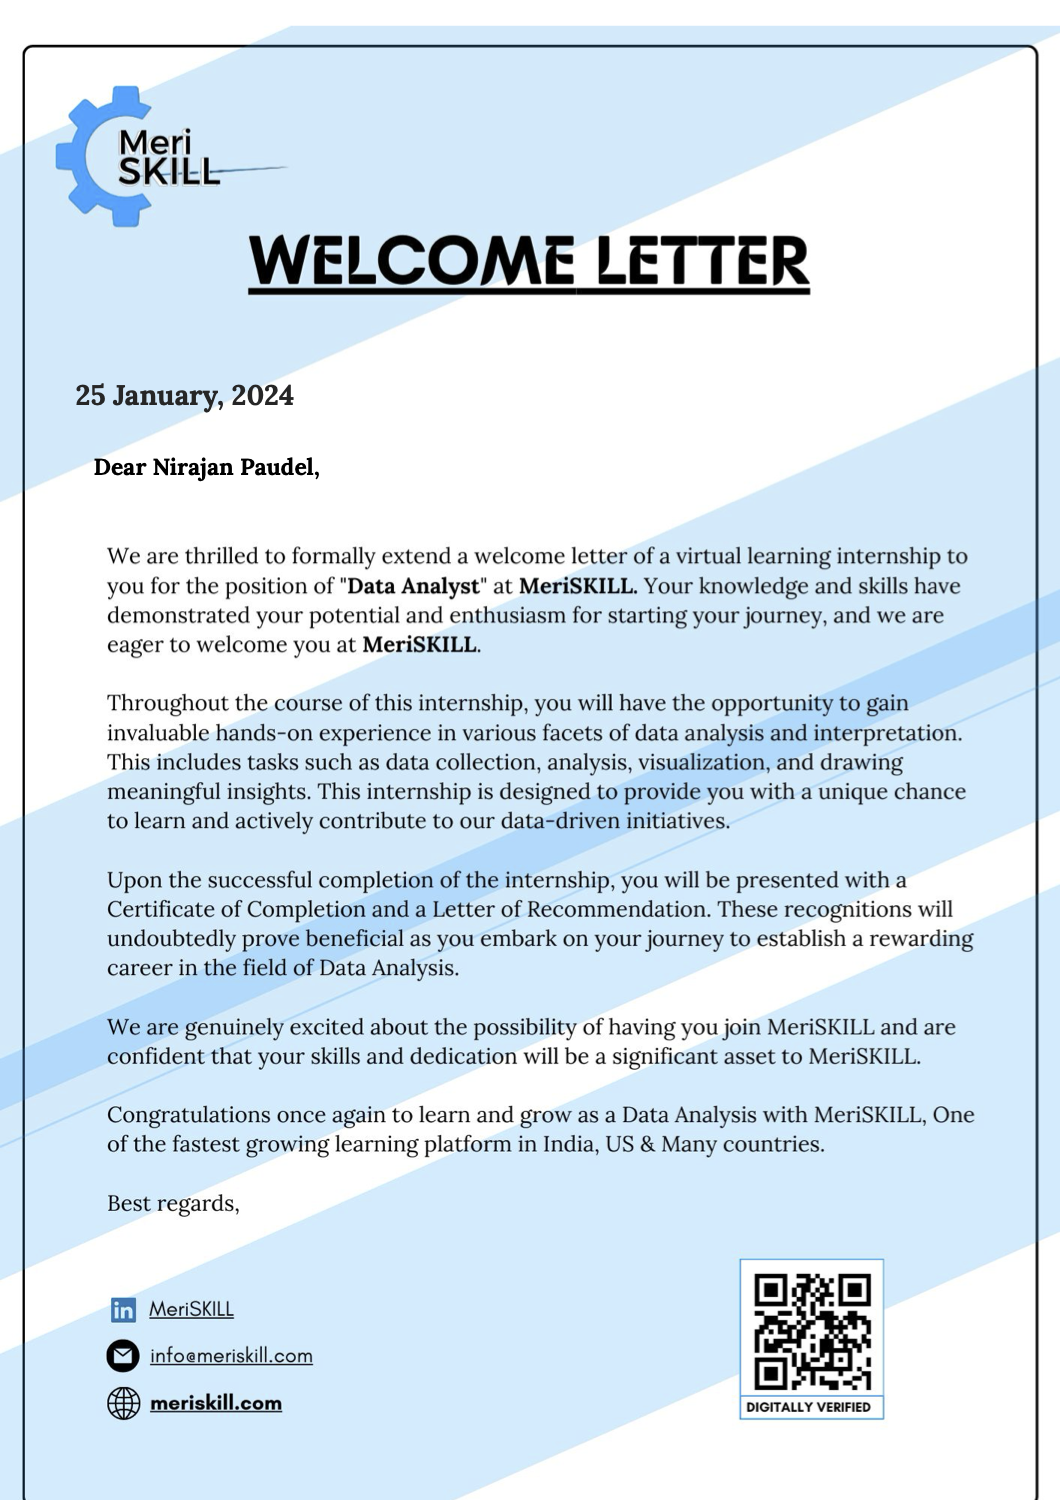 Meri
SKILL
WELCOME LETTER
25 January, 2024
Dear Nirajan Paudel,
We are thrilled to formally extend a welcome letter of a virtual learning internship to
you for the position of "Data Analyst" at MeriSKILL. Your knowledge and skills have
demonstrated your potential and enthusiasm for starting your journey, and we are
eager to welcome you at MeriSKILL.
Throughout the course of this internship, you will have the opportunity to gain
invaluable hands-on experience in various facets of data analysis and interpretation.
This includes tasks such as data collection, analysis, visualization, and drawing
meaningful insights. This internship is designed to provide you with a unique chance
to learn and actively contribute to our data-driven initiatives.
Upon the successful completion of the internship, you will be presented with a
Certificate of Completion and a Letter of Recommendation. These recognitions will
undoubtedly prove beneficial as you embark on your journey to establish a rewarding
career in the field of Data Analysis.
We are genuinely excited about the possibility of having you join MeriSKILL and are
confident that your skills and dedication will be a significant asset to MeriSKILL.
Congratulations once again to learn and grow as a Data Analysis with MeriSKILL, One
of the fastest growing learning platform in India, US & Many countries.
Best regards,
in MeriSKILL
info@meriskill.com
meriskill.com
DIGITALLY VERIFIED